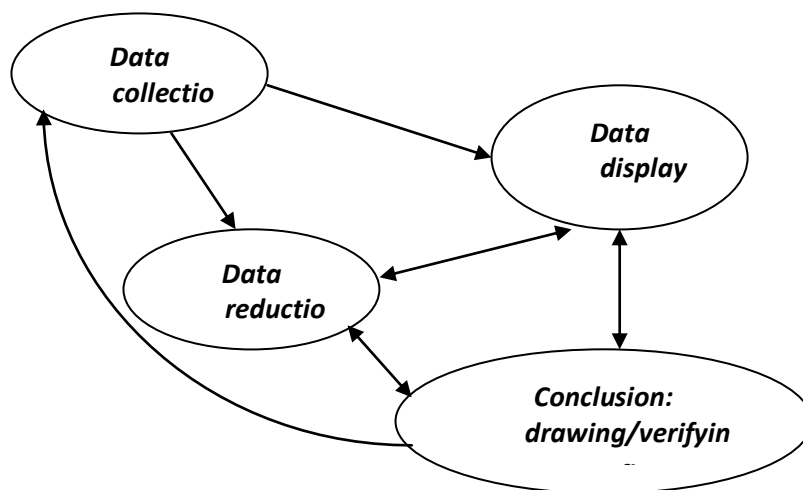 Data
collectio
Data
display
Data
reductio
Conclusion:
drawing/verifyin